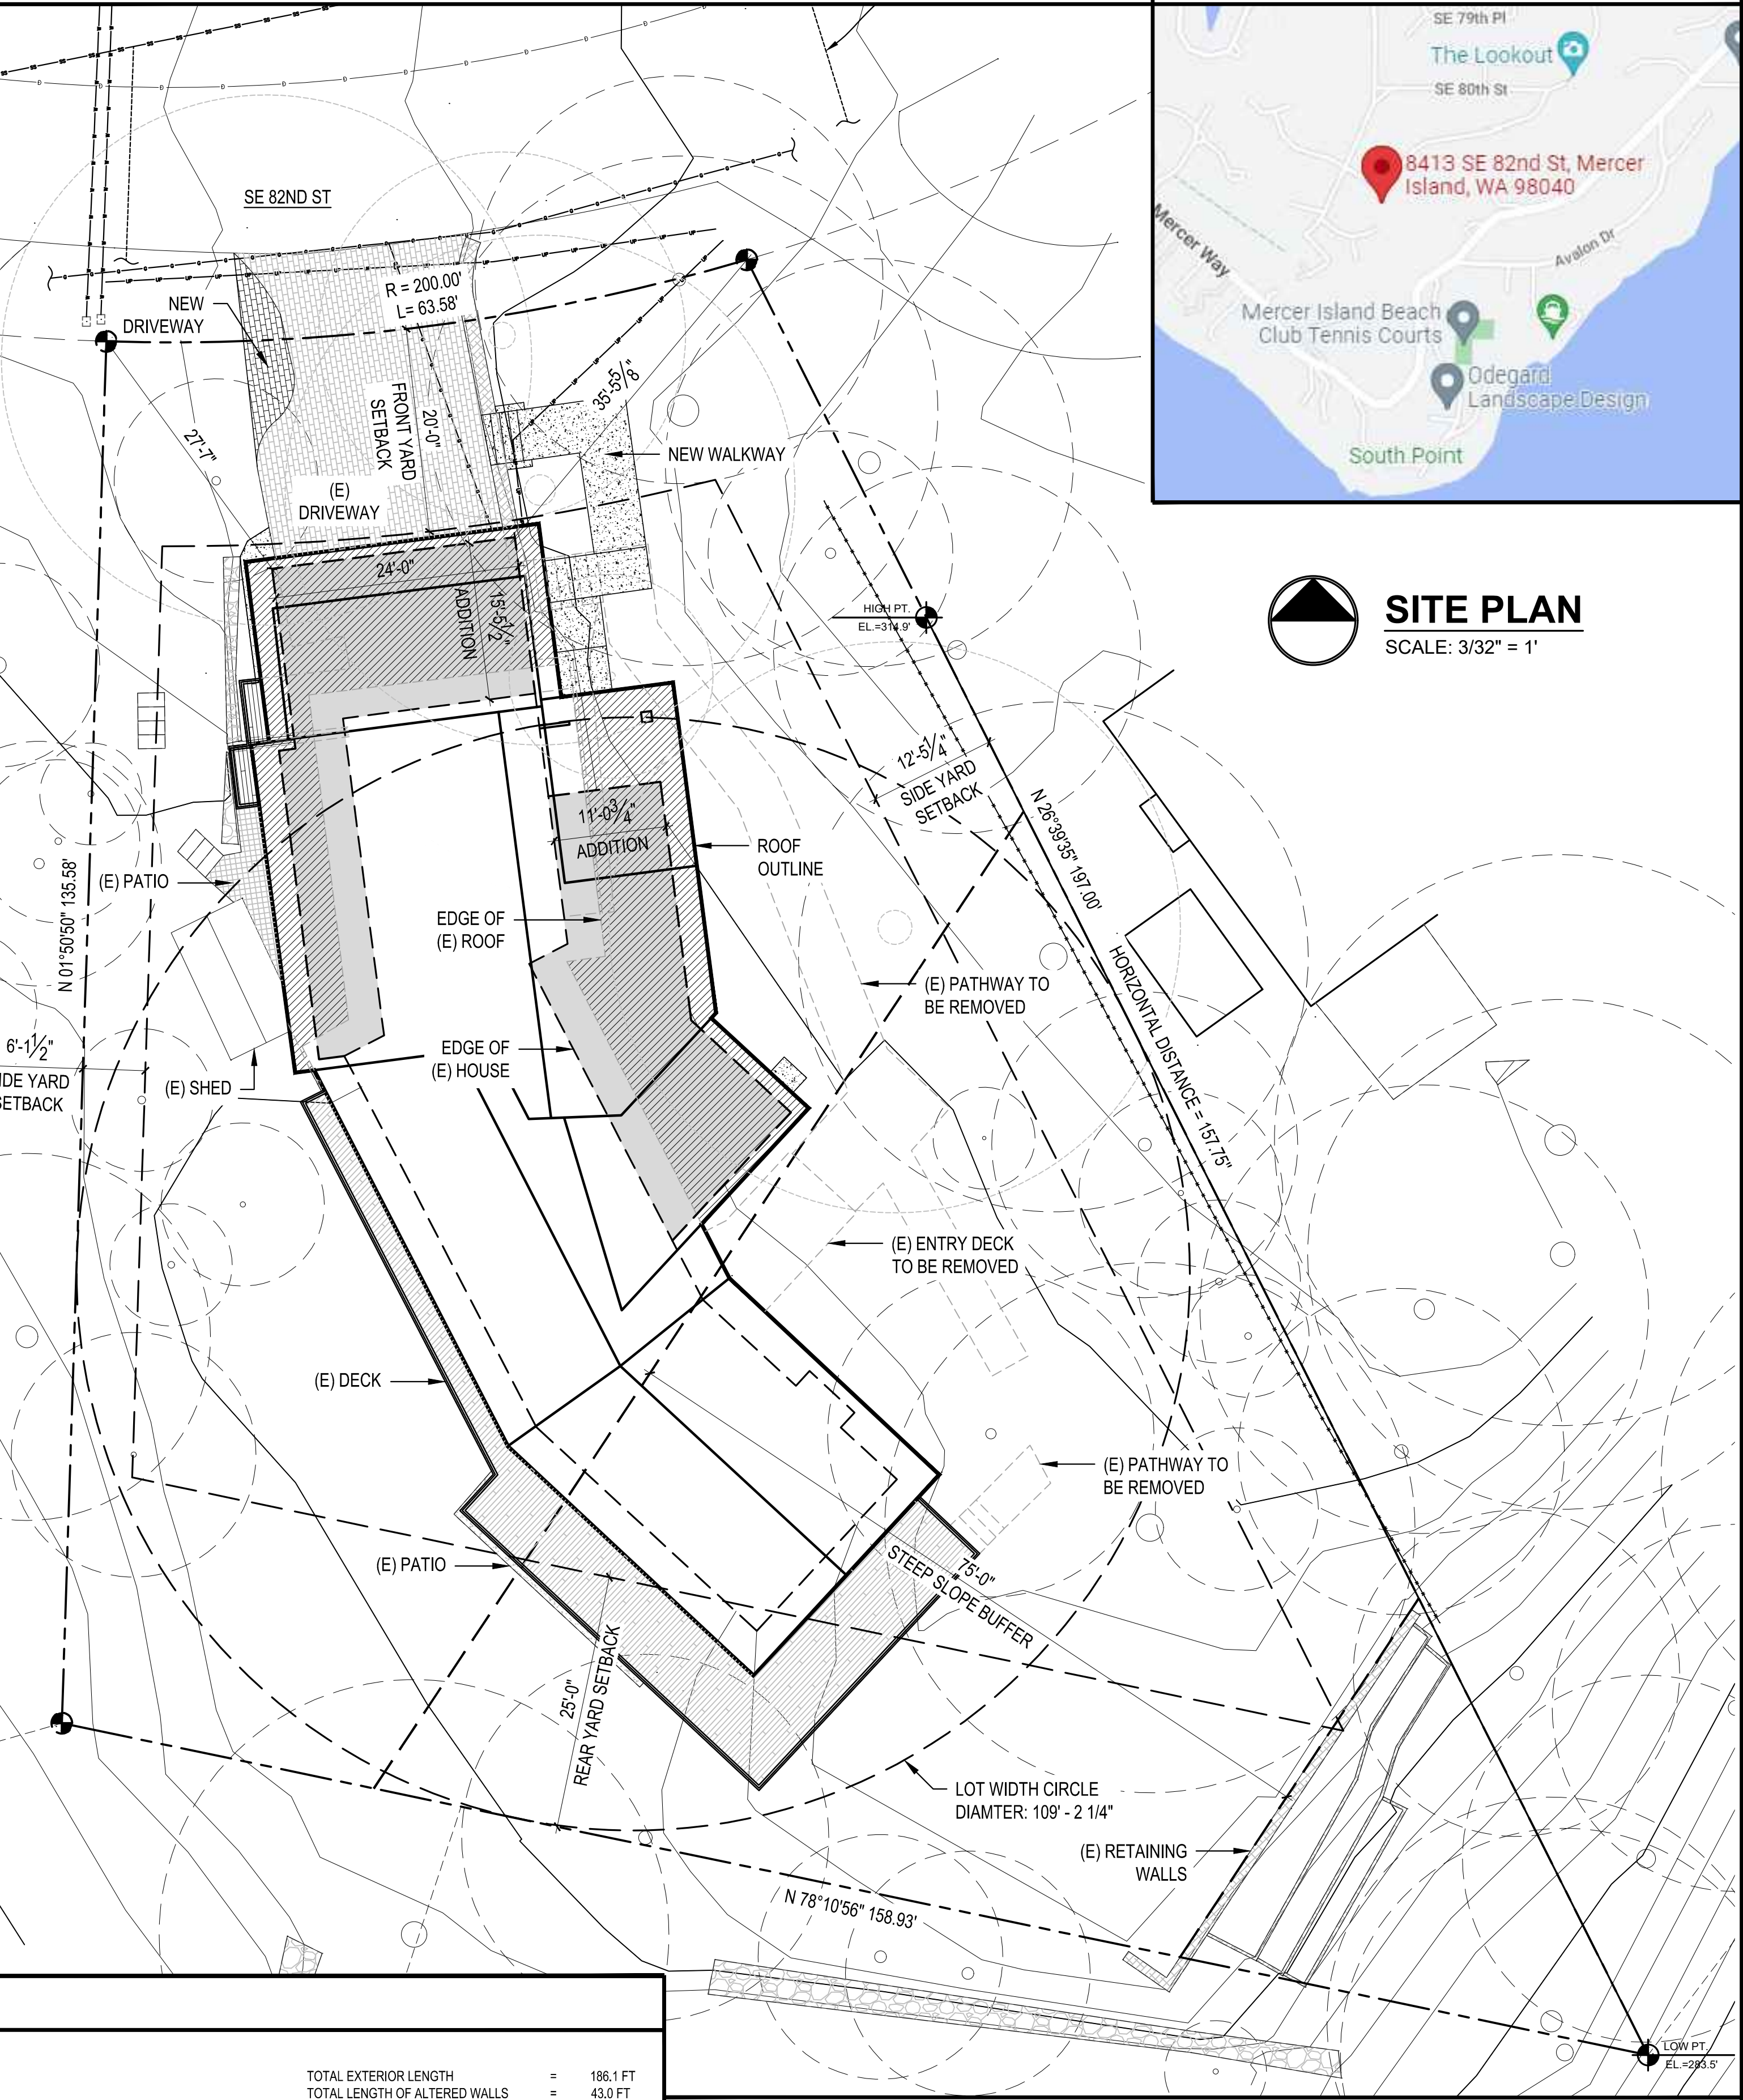 SE 79th Pl
The Lookout
SE 80th St
8413 SE 82nd St, Mercer
Island, WA 98040
Mercer Way
Avalon Dr
Mercer Island Beach
Club Tennis Courts
Odegard
Landscape Design
South Point
SITE PLAN
SCALE: 3/32" = 1'
SE 82ND ST
R = 200.00'
L= 63.58'
NEW
DRIVEWAY
35'-5 5/8"
27'-7"
FRONT YARD
SETBACK
20'-0"
NEW WALKWAY
(E)
DRIVEWAY
24'-0"
15'-5 1/2"
ADDITION
HIGH PT.
EL.=314.9'
12'-5 1/4"
SIDE YARD
SETBACK
N 26°39'35" 197.00'
HORIZONTAL DISTANCE = 157.75"
11'-0 3/4"
ADDITION
ROOF
OUTLINE
(E) PATIO
N 01°50'50" 135.58'
EDGE OF
(E) ROOF
(E) PATHWAY TO
BE REMOVED
EDGE OF
(E) HOUSE
6'-1 1/2"
IDE YARD
SETBACK
(E) SHED
(E) ENTRY DECK
TO BE REMOVED
(E) DECK
(E) PATHWAY TO
BE REMOVED
(E) PATIO
75'-0"
STEEP SLOPE BUFFER
25'-0"
REAR YARD SETBACK
LOT WIDTH CIRCLE
DIAMTER: 109' - 2 1/4"
(E) RETAINING
WALLS
N 78°10'56" 158.93'
LOW PT.
EL.=283.5'
TOTAL EXTERIOR LENGTH = 186.1 FT
TOTAL LENGTH OF ALTERED WALLS = 43.0 FT